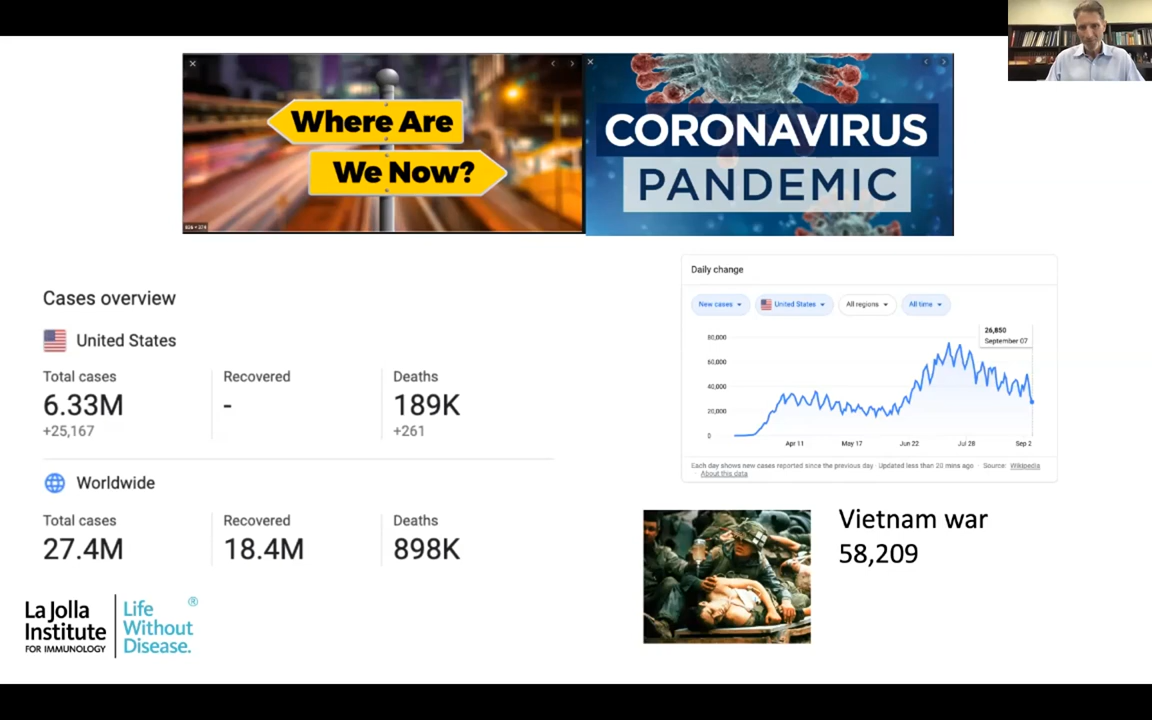 Where Are
We Now?
CORONAVIRUS
PANDEMIC
Cases overview
United States
Total cases
Recovered
Deaths
6.33M
-
189K
+25,167
+261
Worldwide
Total cases
Recovered
Deaths
27.4M
18.4M
898K
La Jolla
Institute
FOR IMMUNOLOGY
Life
Without
Disease.
®
Daily change
New cases
United States
All regions
All time
26,850
September 07
80,000
60,000
40,000
20,000
0
Apr 11
May 17
Jun 22
Jul 28
Sep 2
Each day shows new cases reported since the previous day · Updated less than 20 mins ago · Source: Wikipedia
· About this data
Vietnam war
58,209